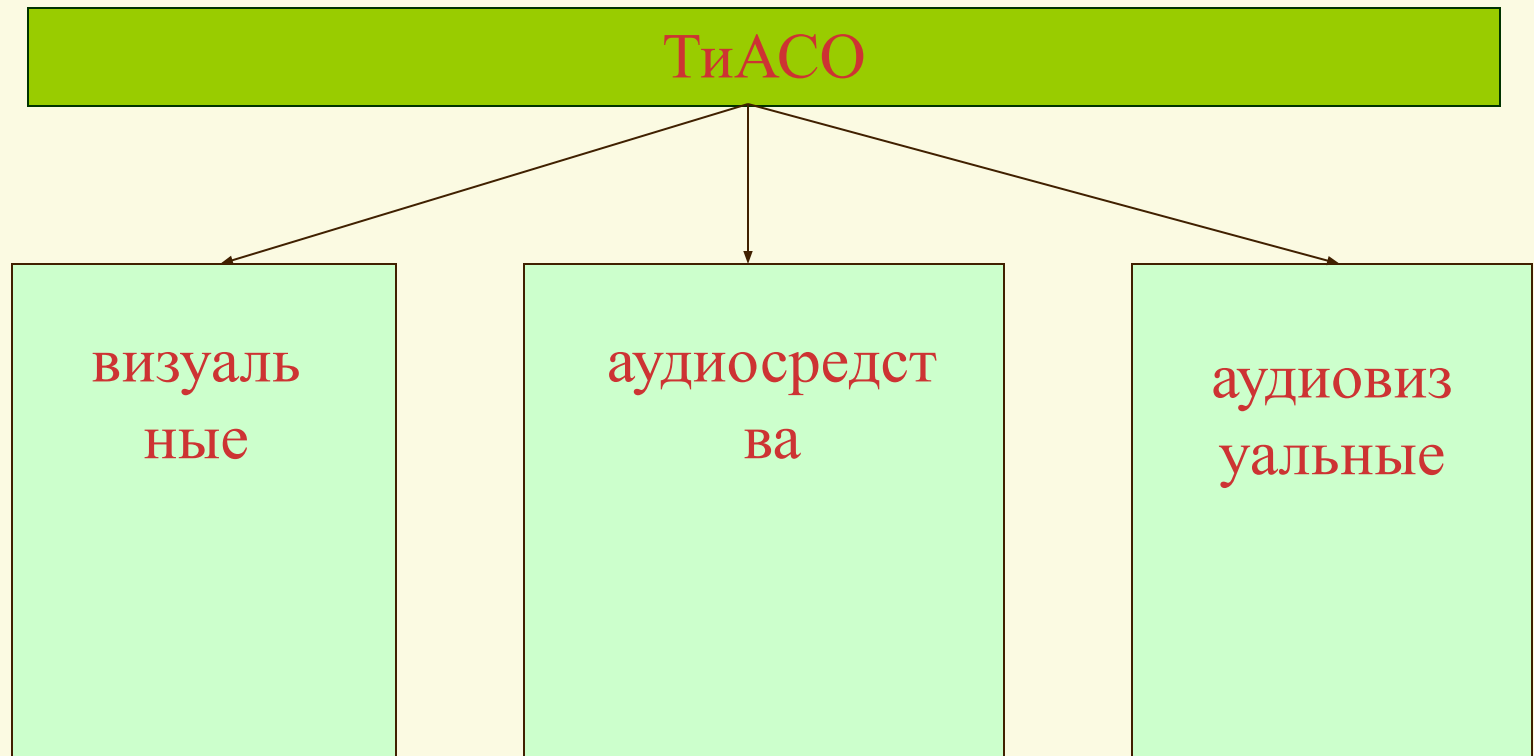 ТиАСО
визуаль
ные
аудиосредст
ва
аудиовиз
уальные